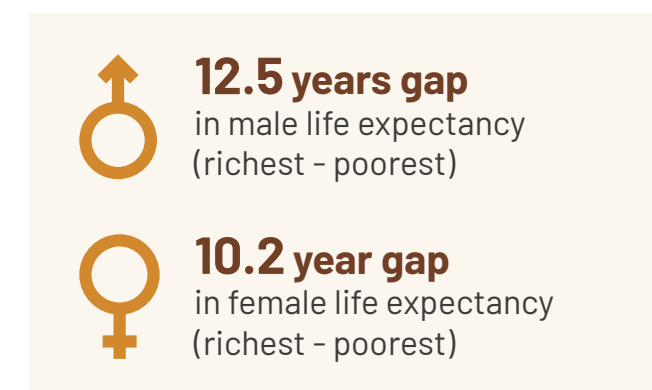 12.5 years gap
in male life expectancy
(richest - poorest)
10.2 year gap
in female life expectancy
(richest - poorest)